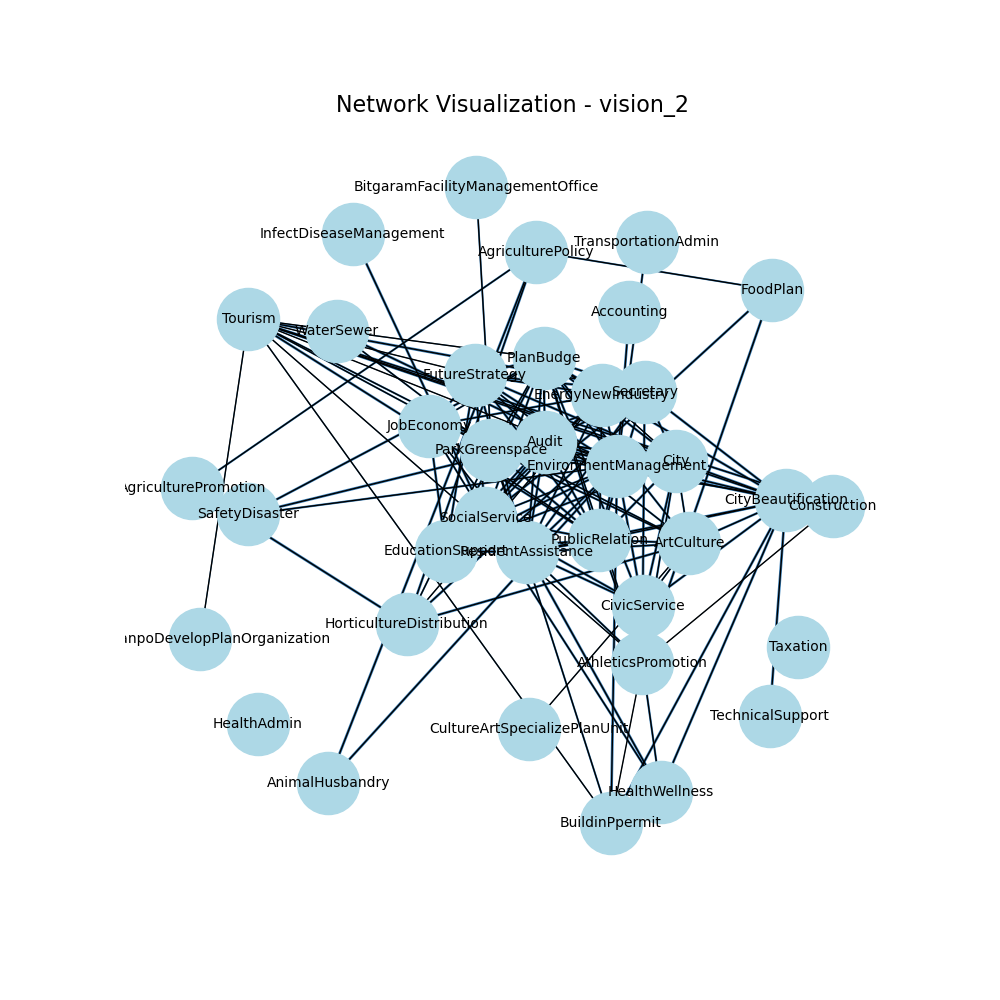 Network Visualization - vision_2
BitgaramFacilityManagementOffice
InfectDiseaseManagement
TransportationAdmin
AgriculturePolicy
FoodPlan
Accounting
Tourism
WaterSewer
PlanBudge
FutureStrategy
Secretary
EnergyNewIndustry
JobEconomy
Audit
ParkGreenspace
City
EnvironmentManagement
AgriculturePromotion
CityBeautification
Construction
SafetyDisaster
SocialService
PublicRelation
ArtCulture
EducationSupport
ResidentAssistance
CivicService
HorticultureDistribution
npoDevelopPlanOrganization
Taxation
AthleticsPromotion
TechnicalSupport
HealthAdmin
CultureArtSpecializePlanUnit
AnimalHusbandry
HealthWellness
BuildinPpermit